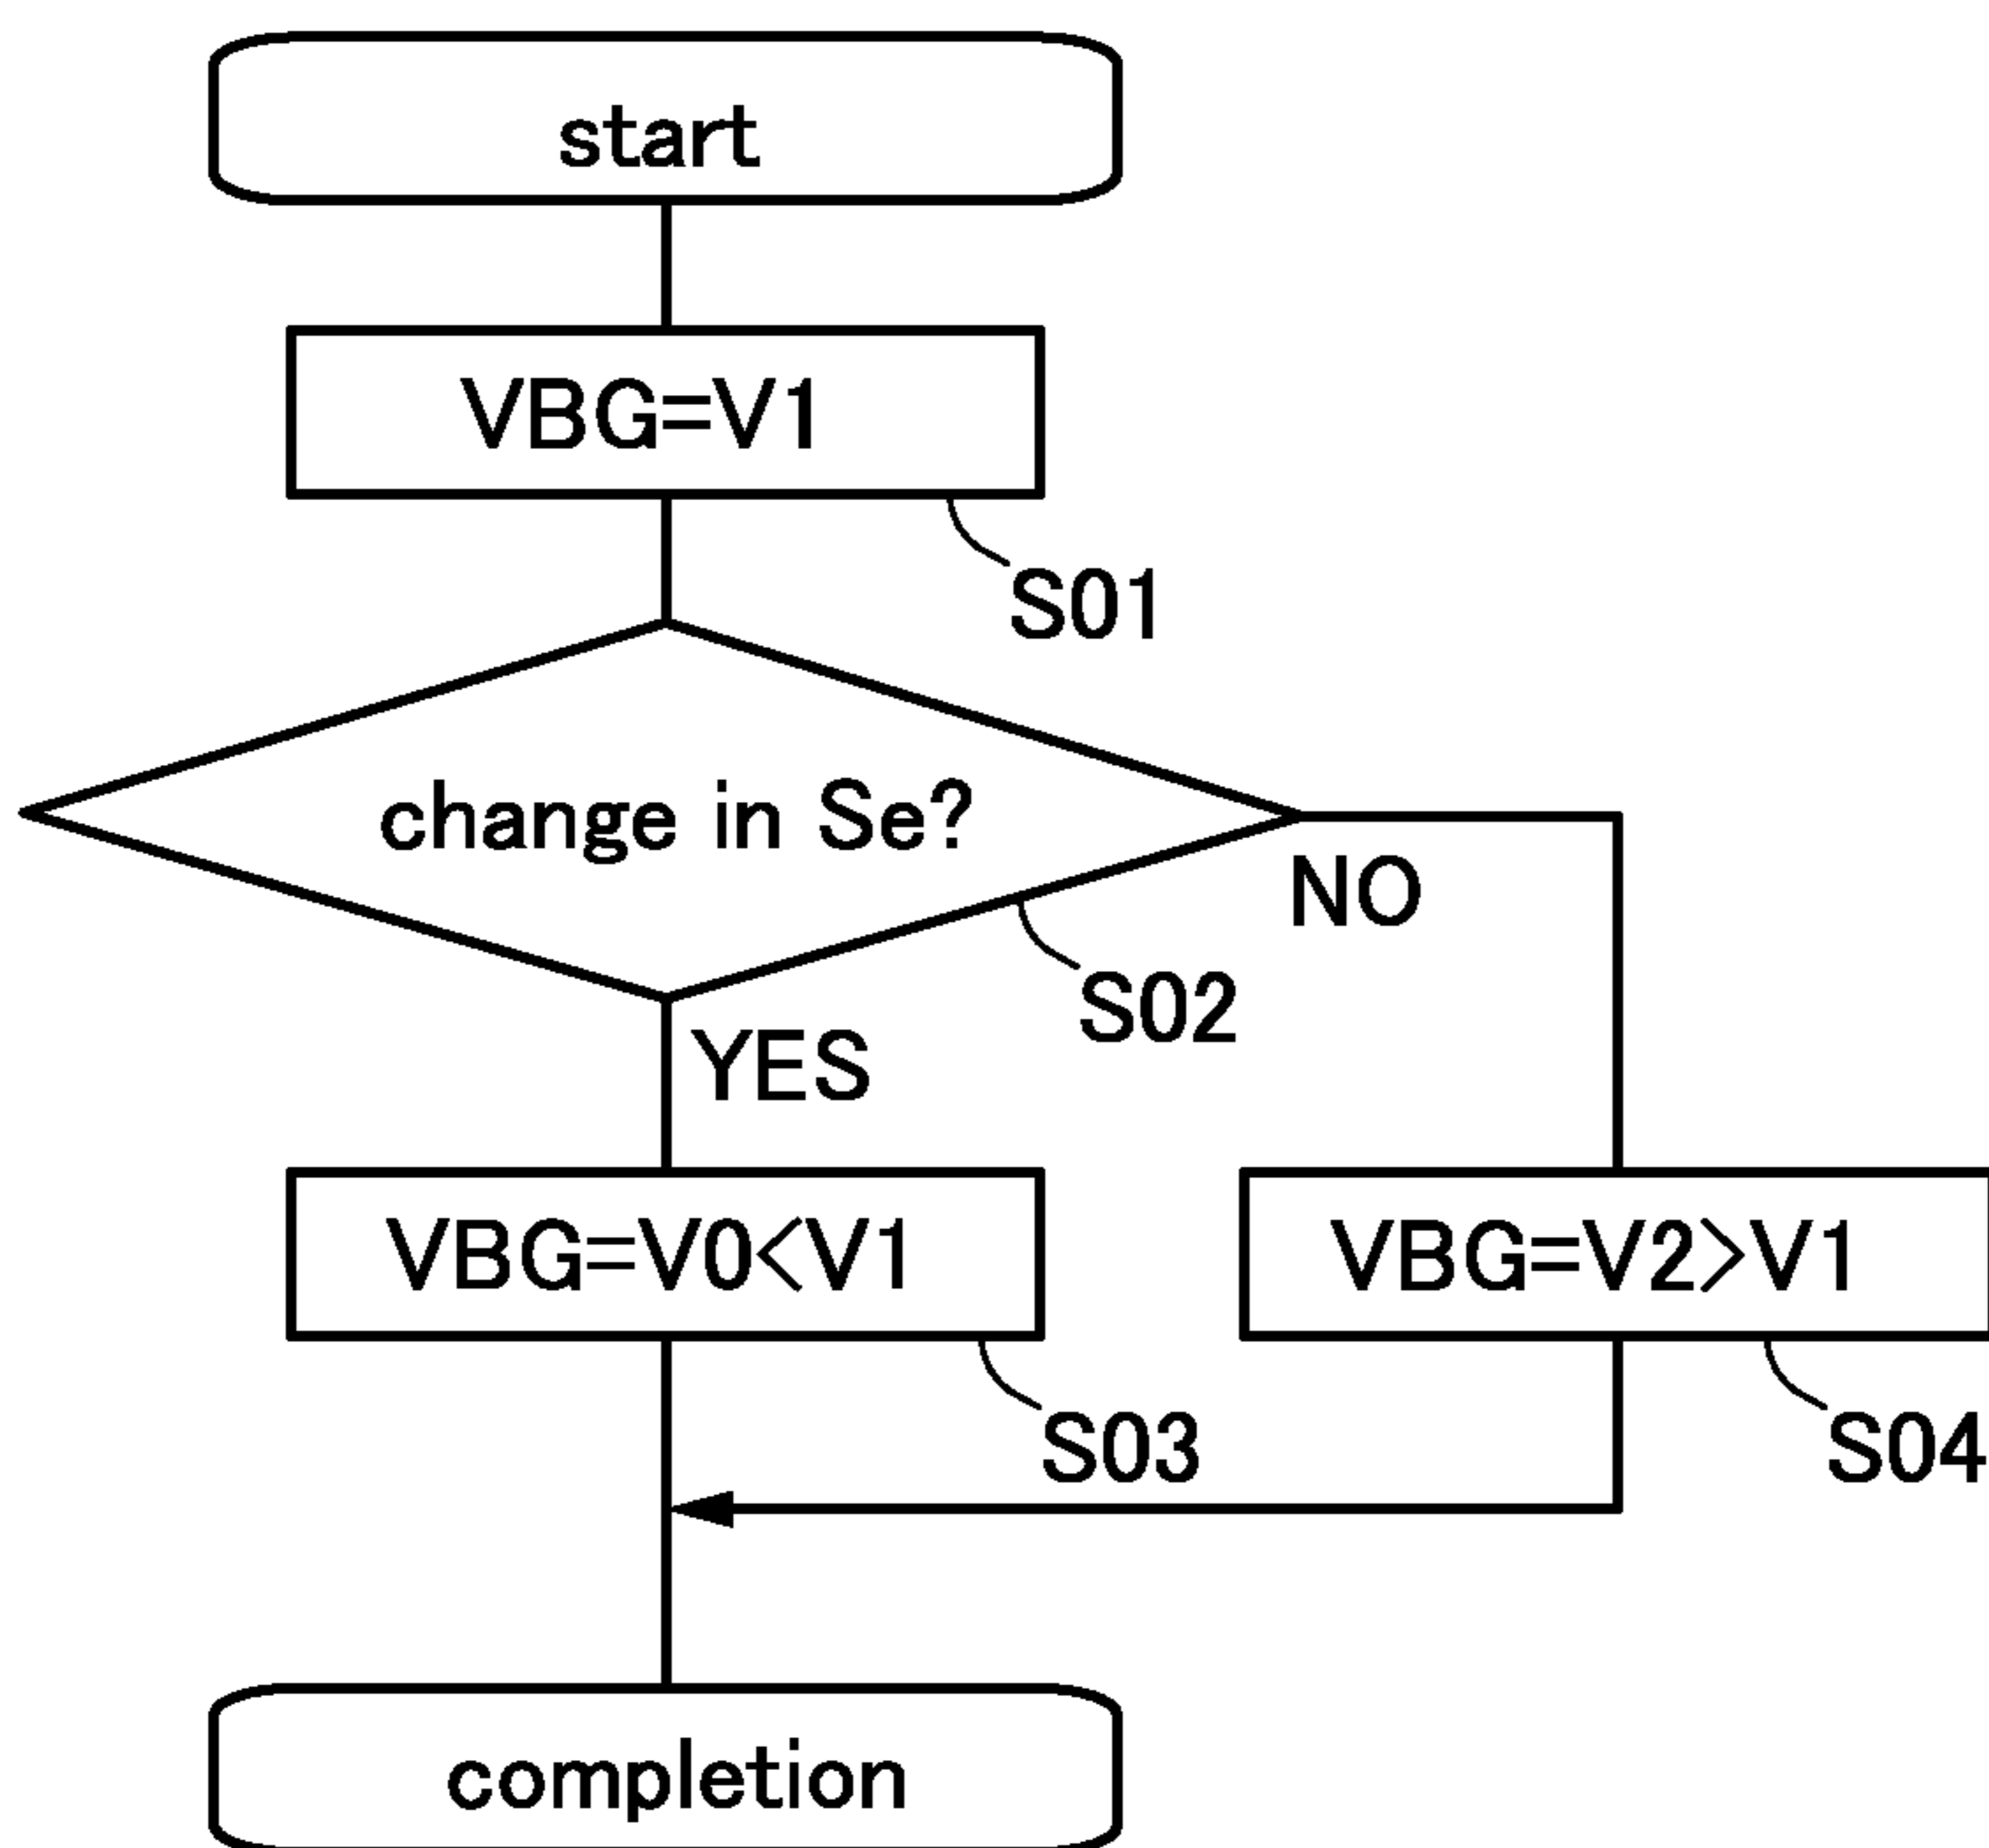 start
VBG=V1
S01
change in Se?
NO
S02
YES
VBG=V0<V1
VBG=V2>V1
S03
S04
completion